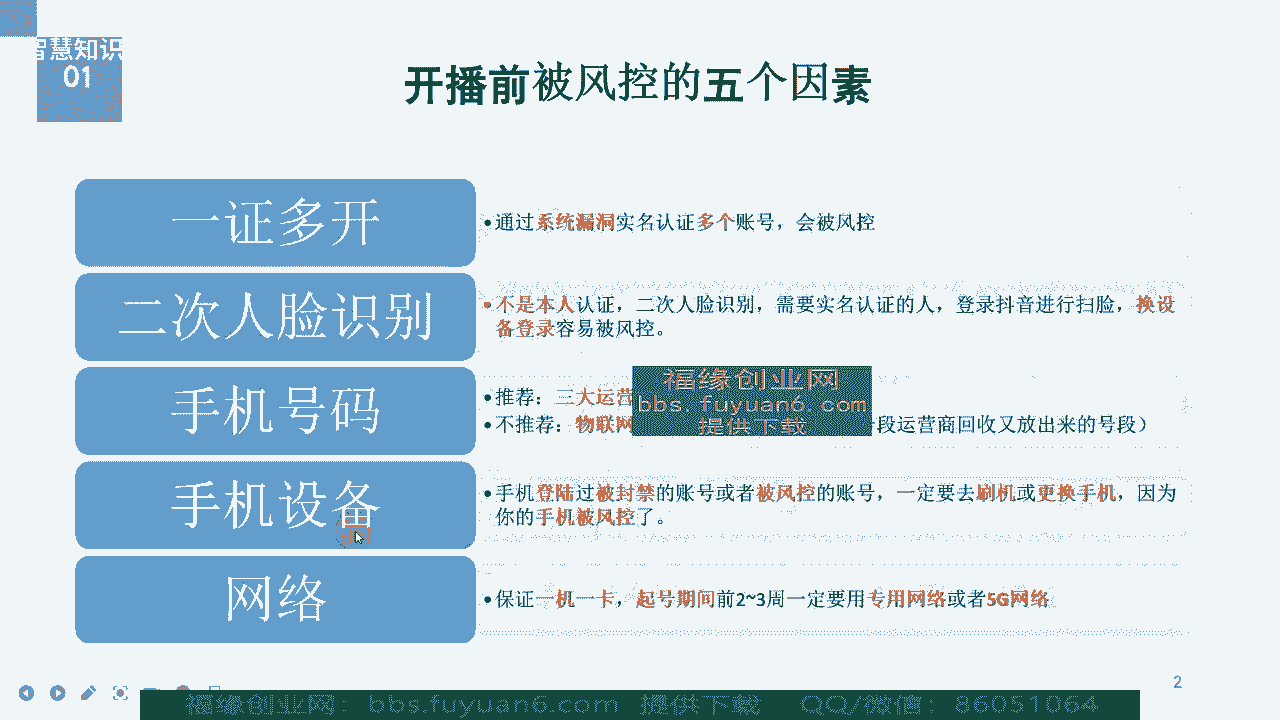 智慧知识
01
开播前被风控的五个因素
一证多开
•通过系统漏洞实名认证多个账号，会被风控
二次人脸识别
•不是本人认证，二次人脸识别，需要实名认证的人，登录抖音进行扫脸，换设
备登录容易被风控。
手机号码
•推荐：三大运营
•不推荐：物联网
段运营商回收又放出来的号段）
福缘创业网
bbs.fuyuan6.com
提供下载
手机设备
•手机登陆过被封禁的账号或者被风控的账号，一定要去刷机或更换手机，因为
你的手机被风控了。
网络
•保证一机一卡，起号期间前2~3周一定要用专用网络或者5G网络
2
福缘创业网：bbs.fuyuan6.com 提供下载 QQ/微信：86051064